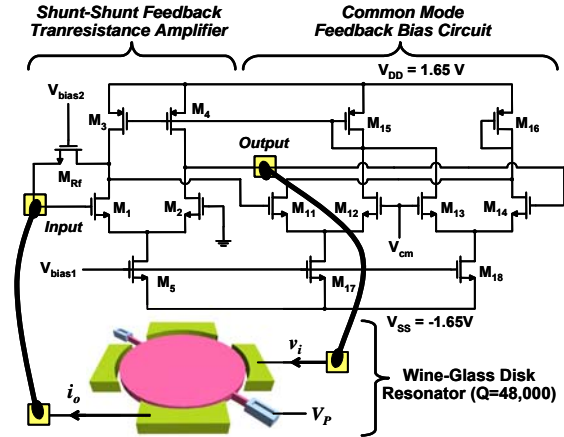 Shunt-Shunt Feedback
Tranresistance Amplifier
Common Mode
Feedback Bias Circuit
V_DD = 1.65 V
V_bias2
M_3
M_4
M_15
M_16
Output
M_Rf
M_1
M_2
M_11
M_12
M_13
M_14
Input
V_cm
V_bias1
M_5
M_17
M_18
V_SS = -1.65V
v_i
i_o
V_P
Wine-Glass Disk
Resonator (Q=48,000)